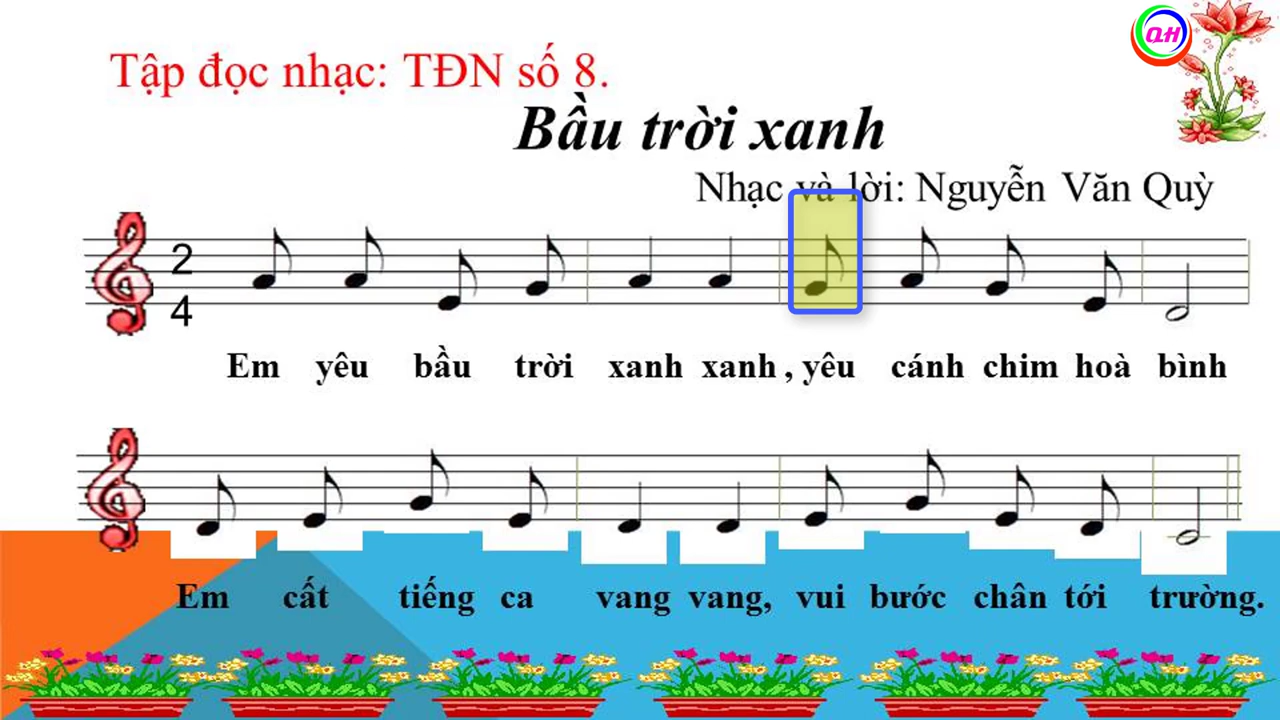 QH
Tập đọc nhạc: TĐN số 8.
Bầu trời xanh
Nhạc và lời: Nguyễn Văn Quỳ
2
4
Em yêu bầu trời xanh xanh , yêu cánh chim hoà bình
Em cất tiếng ca vang vang, vui bước chân tới trường.